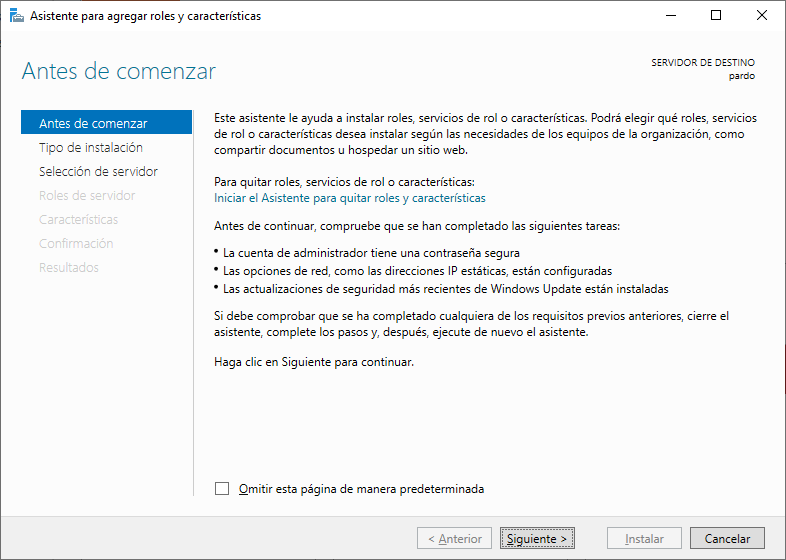 Asistente para agregar roles y características
Antes de comenzar
SERVIDOR DE DESTINO
pardo
Antes de comenzar
Tipo de instalación
Selección de servidor
Roles de servidor
Características
Confirmación
Resultados
Este asistente le ayuda a instalar roles, servicios de rol o características. Podrá elegir qué roles, servicios
de rol o características desea instalar según las necesidades de los equipos de la organización, como
compartir documentos u hospedar un sitio web.
Para quitar roles, servicios de rol o características:
Iniciar el Asistente para quitar roles y características
Antes de continuar, compruebe que se han completado las siguientes tareas:
• La cuenta de administrador tiene una contraseña segura
• Las opciones de red, como las direcciones IP estáticas, están configuradas
• Las actualizaciones de seguridad más recientes de Windows Update están instaladas
Si debe comprobar que se ha completado cualquiera de los requisitos previos anteriores, cierre el
asistente, complete los pasos y, después, ejecute de nuevo el asistente.
Haga clic en Siguiente para continuar.
Omitir esta página de manera predeterminada
< Anterior
Siguiente >
Instalar
Cancelar